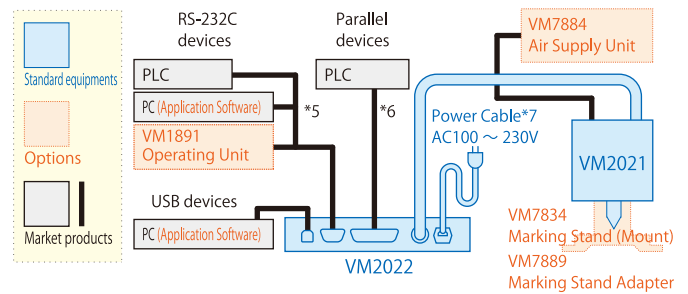 Standard equipments
Options
Market products
RS-232C
devices
PLC
PC (Application Software)
VM1891
Operating Unit
*5
USB devices
PC (Application Software)
Parallel
devices
PLC
*6
Power Cable*7
AC100 ～ 230V
VM2022
VM7884
Air Supply Unit
VM2021
VM7834
Marking Stand (Mount)
VM7889
Marking Stand Adapter